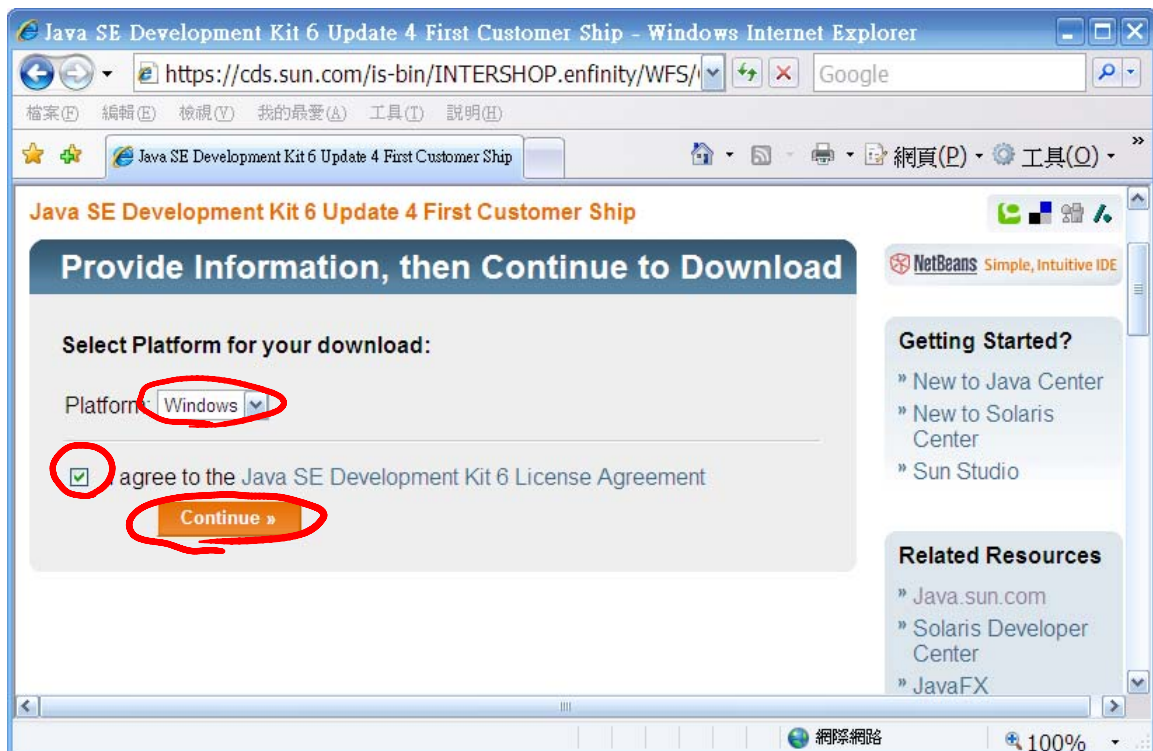 Java SE Development Kit 6 Update 4 First Customer Ship - Windows Internet Explorer
https://cds.sun.com/is-bin/INTERSHOP.enfinity/WFS/
Google
檔案(F) 編輯(E) 檢視(V) 我的最愛(A) 工具(T) 說明(H)
Java SE Development Kit 6 Update 4 First Customer Ship
網頁(P)
工具(O)
»
Java SE Development Kit 6 Update 4 First Customer Ship
Provide Information, then Continue to Download
Select Platform for your download:
Platform: Windows
I agree to the Java SE Development Kit 6 License Agreement
Continue »
NetBeans Simple, Intuitive IDE
Getting Started?
» New to Java Center
» New to Solaris
Center
» Sun Studio
Related Resources
» Java.sun.com
» Solaris Developer
Center
» JavaFX
網際網路
100%